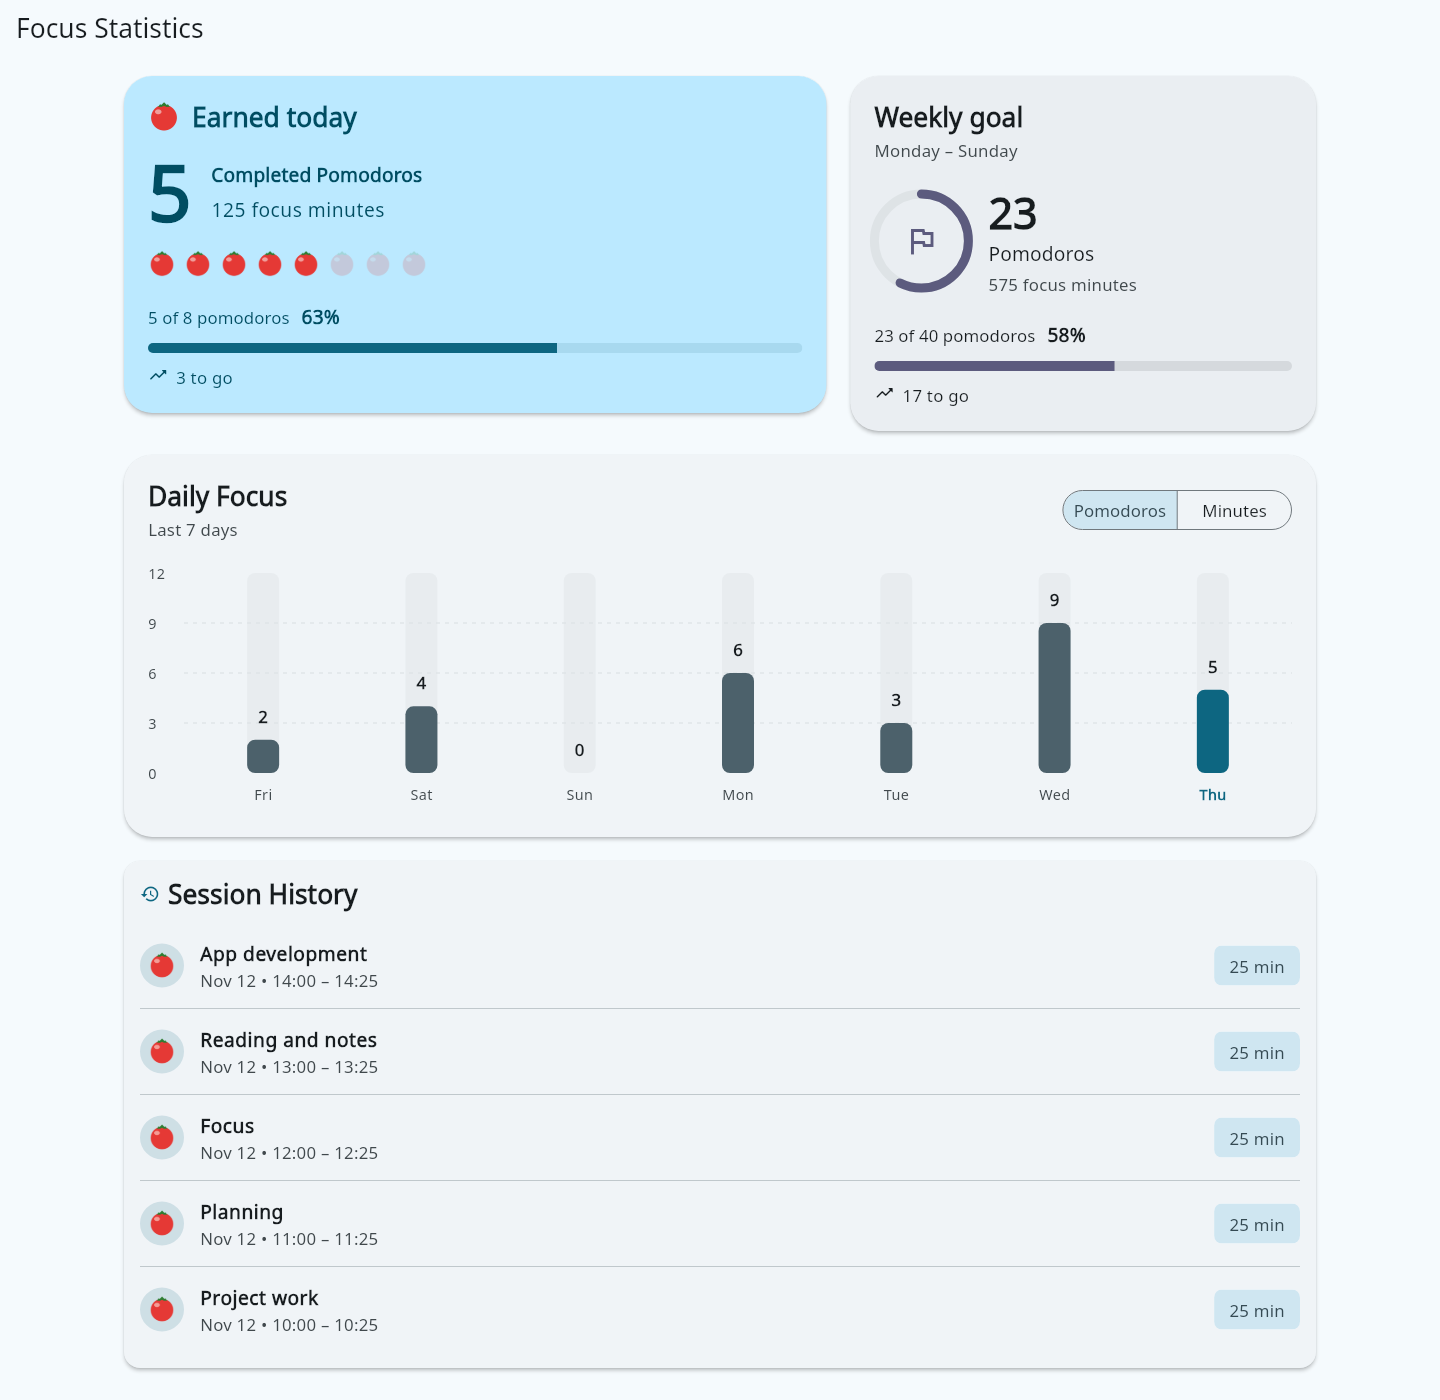 Focus Statistics
Earned today
5
Completed Pomodoros
125 focus minutes
5 of 8 pomodoros 63%
3 to go
Weekly goal
Monday – Sunday
23
Pomodoros
575 focus minutes
23 of 40 pomodoros 58%
17 to go
Daily Focus
Last 7 days
Pomodoros Minutes
12
9
6
3
0
2
4
0
6
3
9
5
Fri Sat Sun Mon Tue Wed Thu
Session History
App development
Nov 12 • 14:00 – 14:25
25 min
Reading and notes
Nov 12 • 13:00 – 13:25
25 min
Focus
Nov 12 • 12:00 – 12:25
25 min
Planning
Nov 12 • 11:00 – 11:25
25 min
Project work
Nov 12 • 10:00 – 10:25
25 min